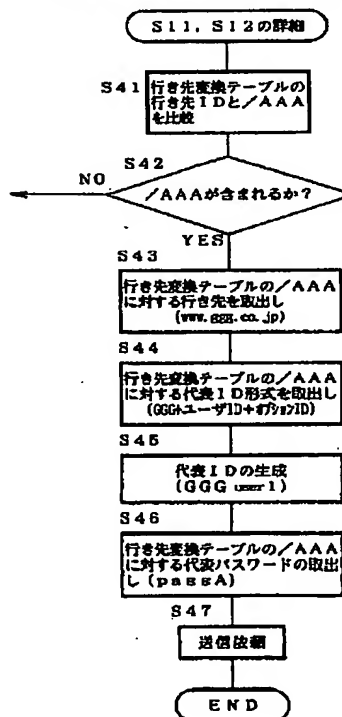 S11, S12の詳細
S41
行き先変換テーブルの
行き先IDと/AAA
を比較
S42
NO
/AAAが含まれるか?
YES
S43
行き先変換テーブルの/AAA
に対する行き先を取出し
(www.ggg.co.jp)
S44
行き先変換テーブルの/AAA
に対する代表ID形式を取出し
(GGG+ユーザID+オプションID)
S45
代表IDの生成
(GGG user1)
S46
行き先変換テーブルの/AAA
に対する代表パスワードの取出
し(passA)
S47
送信依頼
END